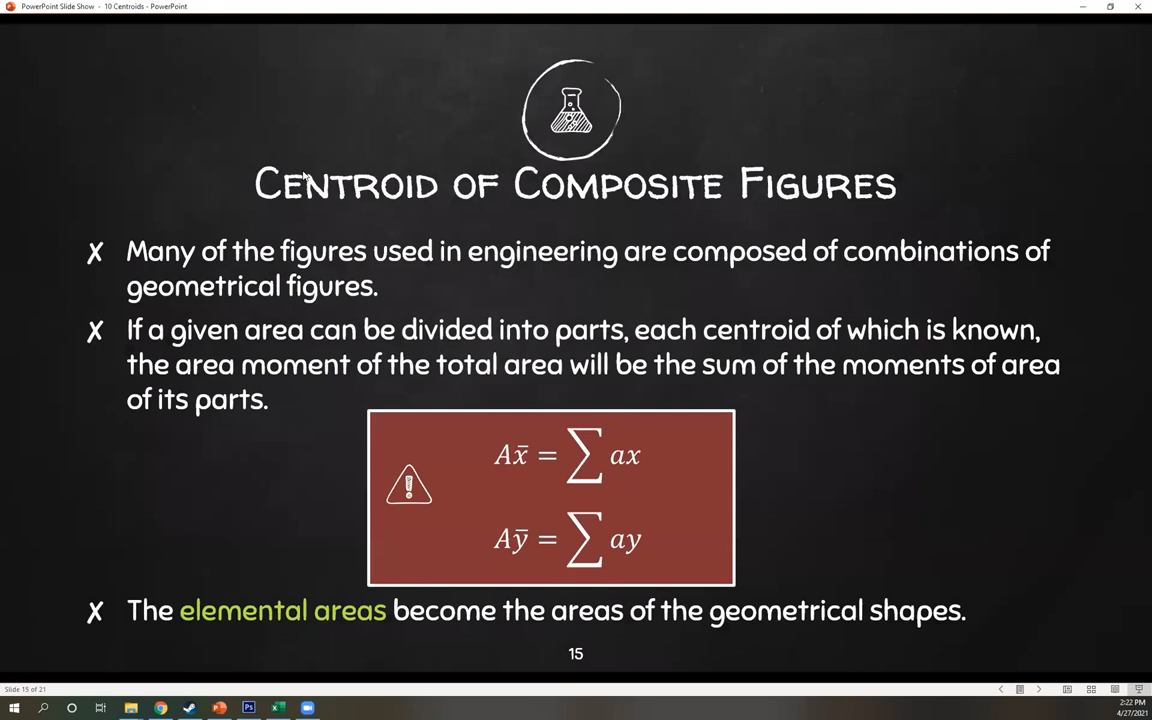 PowerPoint Slide Show - 10 Centroids - PowerPoint
CENTROID OF COMPOSITE FIGURES
✗ Many of the figures used in engineering are composed of combinations of
geometrical figures.
✗ If a given area can be divided into parts, each centroid of which is known,
the area moment of the total area will be the sum of the moments of area
of its parts.
Ax̄ = ∑ ax
Aȳ = ∑ ay
✗ The elemental areas become the areas of the geometrical shapes.
15
Slide 15 of 21
2:22 PM
4/27/2021